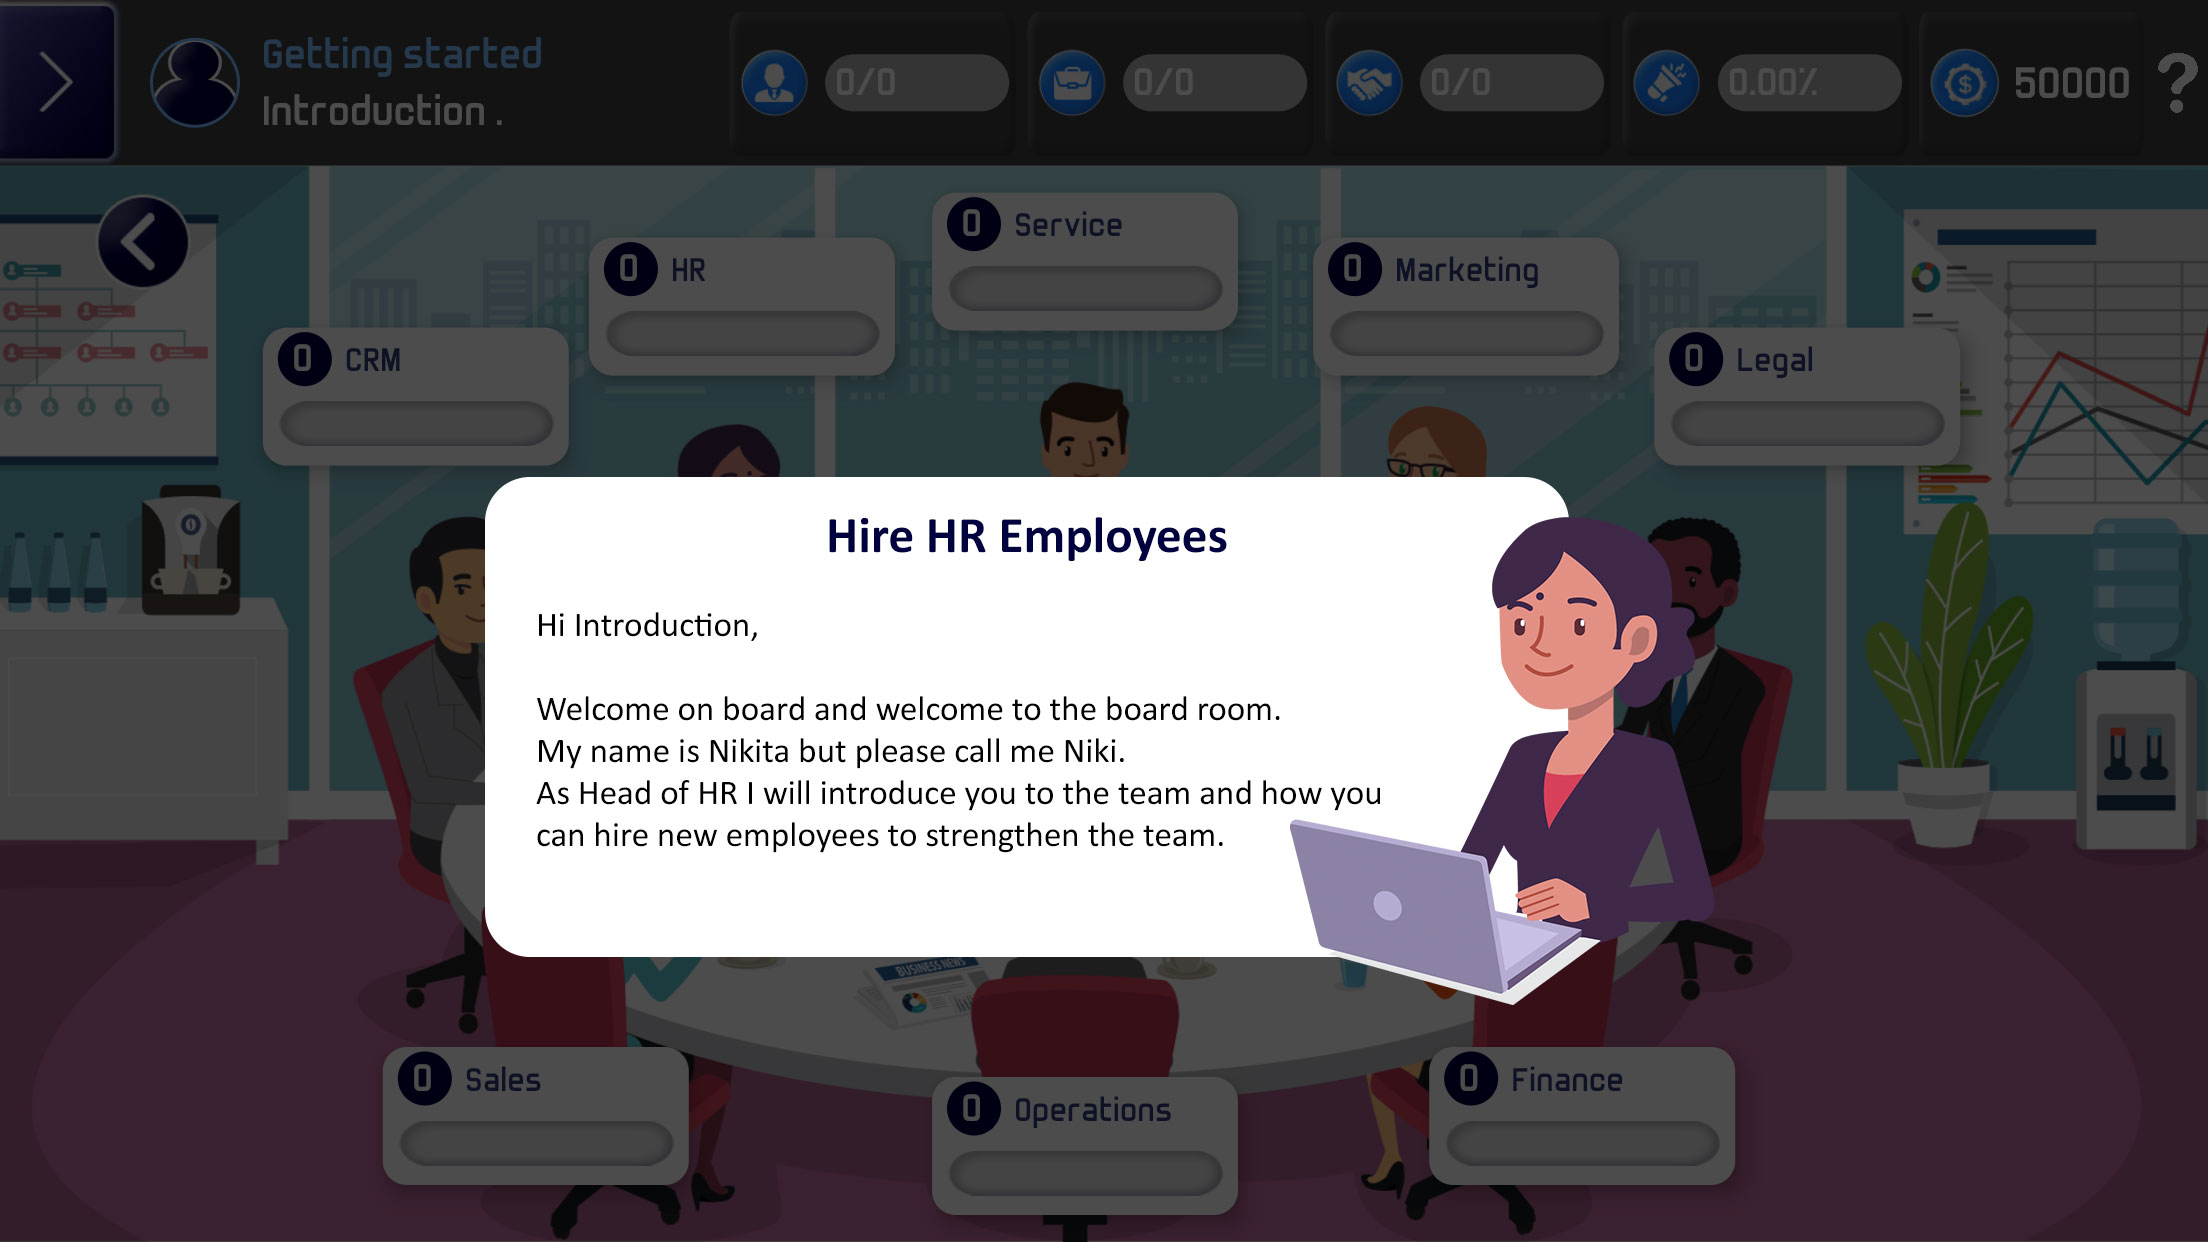 Getting started
Introduction .
0/0
0/0
0/0
0.00%
50000
?
0 Service
0 HR
0 Marketing
0 CRM
0 Legal
Hire HR Employees
Hi Introduction,
Welcome on board and welcome to the board room.
My name is Nikita but please call me Niki.
As Head of HR I will introduce you to the team and how you
can hire new employees to strengthen the team.
BUSINESS NEWS
0 Sales
0 Operations
0 Finance